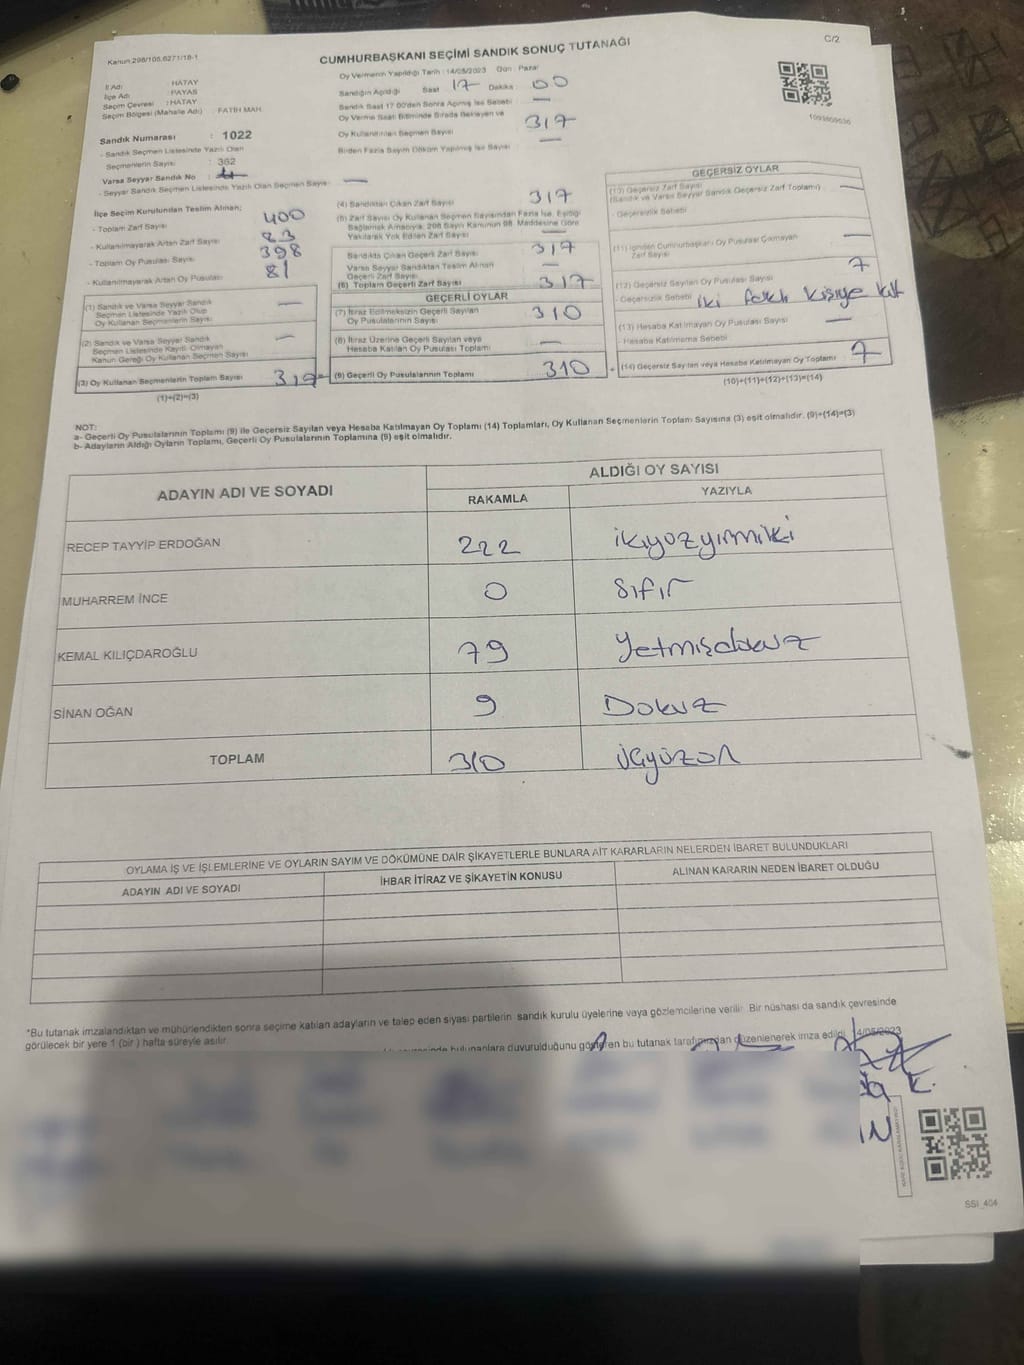 C/2
Kanun:298/105,6271/18-1
CUMHURBAŞKANI SEÇİMİ SANDIK SONUÇ TUTANAĞI
İl Adı : HATAY
İlçe Adı : PAYAS
Seçim Çevresi : HATAY
Seçim Bölgesi (Mahalle Adı) : FATİH MAH.
Sandık Numarası : 1022
- Sandık Seçmen Listesinde Yazılı Olan
Seçmenlerin Sayısı : 362
Varsa Seyyar Sandık No :
- Seyyar Sandık Seçmen Listesinde Yazılı Olan Seçmen Sayısı —
İlçe Seçim Kurulundan Teslim Alınan;
- Toplam Zarf Sayısı 400
- Kullanılmayarak Artan Zarf Sayısı 83
- Toplam Oy Pusulası Sayısı 398
- Kullanılmayarak Artan Oy Pusulası 81
(1) Sandık ve Varsa Seyyar Sandık
Seçmen Listesinde Yazılı Olup
Oy Kullanan Seçmenlerin Sayısı —
(2) Sandık ve Varsa Seyyar Sandık
Seçmen Listesinde Kayıtlı Olmayan
Kanun Gereği Oy Kullanan Seçmen Sayısı —
(3) Oy Kullanan Seçmenlerin Toplam Sayısı 317
(1)+(2)=(3)
Oy Vermenin Yapıldığı Tarih : 14/05/2023 Gün : Pazar
Sandığın Açıldığı Saat 17 Dakika 00
Sandık Saat 17:00'den Sonra Açılmış İse Sebebi —
Oy Verme Saati Bitiminde Sırada Bekleyen ve
Oy Kullandırılan Seçmen Sayısı 317
Birden Fazla Sayım Döküm Yapılmış İse Sayısı —
(4) Sandıktan Çıkan Zarf Sayısı 317
(5) Zarf Sayısı Oy Kullanan Seçmen Sayısından Fazla İse, Eşitliği
Sağlamak Amacıyla, 298 Sayılı Kanunun 98. Maddesine Göre
Yakılarak Yok Edilen Zarf Sayısı —
Sandıkta Çıkan Geçerli Zarf Sayısı 317
Varsa Seyyar Sandıktan Teslim Alınan
Geçerli Zarf Sayısı —
(6) Toplam Geçerli Zarf Sayısı 317
GEÇERLİ OYLAR
(7) İtiraz Edilmeksizin Geçerli Sayılan
Oy Pusulalarının Sayısı 310
(8) İtiraz Üzerine Geçerli Sayılan veya
Hesaba Katılan Oy Pusulası Toplamı —
(9) Geçerli Oy Pusulalarının Toplamı 310
1093809036
GEÇERSİZ OYLAR
(10) Geçersiz Zarf Sayısı
(Sandık ve Varsa Seyyar Sandık Geçersiz Zarf Toplamı) —
- Geçersizlik Sebebi
(11) İçinden Cumhurbaşkanı Oy Pusulası Çıkmayan
Zarf Sayısı —
(12) Geçersiz Sayılan Oy Pusulası Sayısı 7
- Geçersizlik Sebebi iki farklı kişiye
(13) Hesaba Katılmayan Oy Pusulası Sayısı —
- Hesaba Katılmama Sebebi
(14) Geçersiz Sayılan veya Hesaba Katılmayan Oy Toplamı 7
(10)+(11)+(12)+(13)=(14)
NOT:
a- Geçerli Oy Pusulalarının Toplamı (9) ile Geçersiz Sayılan veya Hesaba Katılmayan Oy Toplamı (14) Toplamları, Oy Kullanan Seçmenlerin Toplam Sayısına (3) eşit olmalıdır. (9)+(14)=(3)
b- Adayların Aldığı Oyların Toplamı, Geçerli Oy Pusulalarının Toplamına (9) eşit olmalıdır.
ADAYIN ADI VE SOYADI ALDIĞI OY SAYISI
RAKAMLA YAZIYLA
RECEP TAYYİP ERDOĞAN 222 ikiyüzyirmiiki
MUHARREM İNCE 0 Sıfır
KEMAL KILIÇDAROĞLU 79 Yetmişdokuz
SİNAN OĞAN 9 Dokuz
TOPLAM 310 üçyüzon
OYLAMA İŞ VE İŞLEMLERİNE VE OYLARIN SAYIM VE DÖKÜMÜNE DAİR ŞİKAYETLERLE BUNLARA AİT KARARLARIN NELERDEN İBARET BULUNDUKLARI
ADAYIN ADI VE SOYADI İHBAR İTİRAZ VE ŞİKAYETİN KONUSU ALINAN KARARIN NEDEN İBARET OLDUĞU
*Bu tutanak imzalandıktan ve mühürlendikten sonra seçime katılan adayların ve talep eden siyasi partilerin sandık kurulu üyelerine veya gözlemcilerine verilir. Bir nüshası da sandık çevresinde
görülecek bir yere 1 (bir) hafta süreyle asılır.
bulunanlara duyurulduğunu gösteren bu tutanak tarafımızdan düzenlenerek imza edildi. 14/05/2023
SSI_404